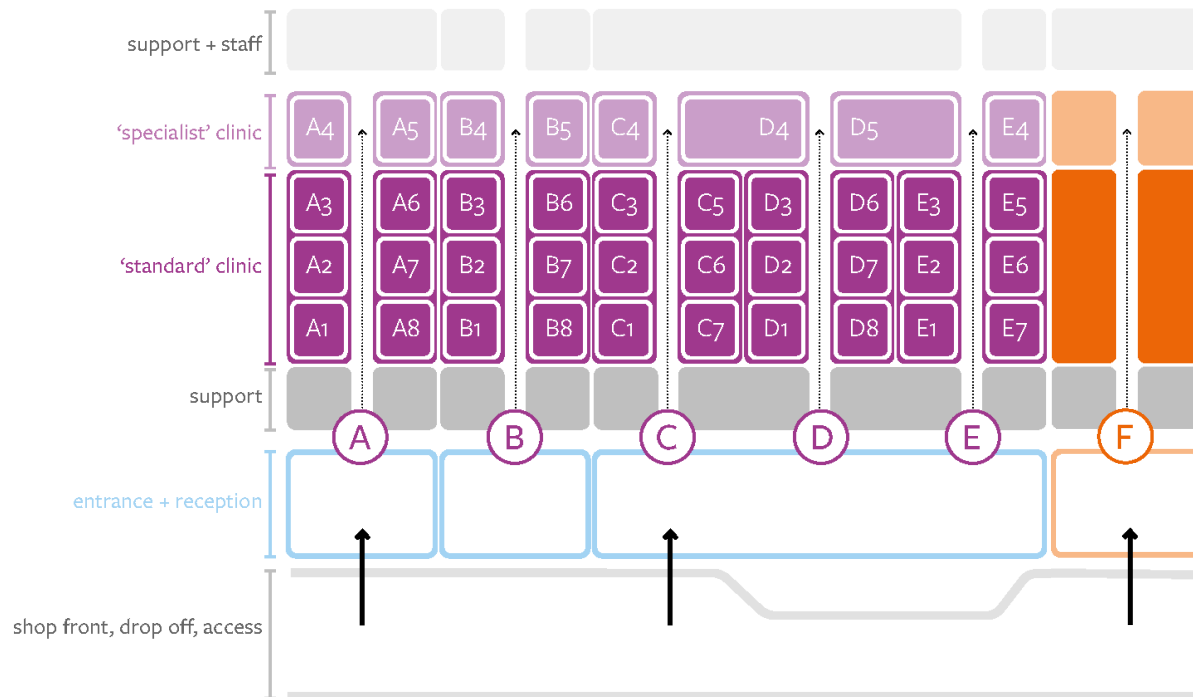 support + staff
‘specialist’ clinic
A4 A5 B4 B5 C4 D4 D5 E4
A3 A6 B3 B6 C3 C5 D3 D6 E3 E5
‘standard’ clinic
A2 A7 B2 B7 C2 C6 D2 D7 E2 E6
A1 A8 B1 B8 C1 C7 D1 D8 E1 E7
support
A B C D E F
entrance + reception
shop front, drop off, access